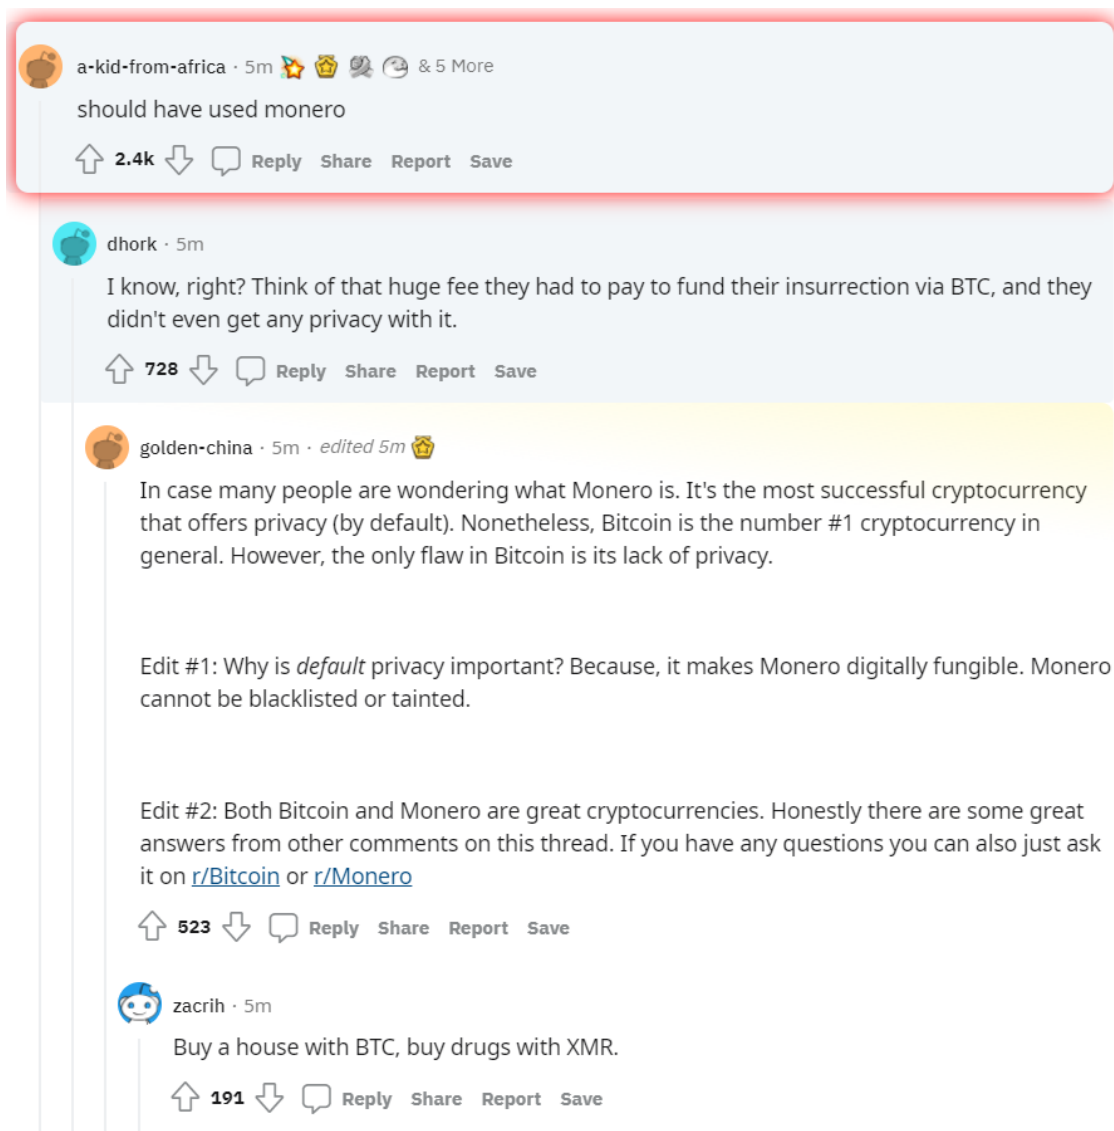 a-kid-from-africa · 5m & 5 More
should have used monero
2.4k Reply Share Report Save
dhork · 5m
I know, right? Think of that huge fee they had to pay to fund their insurrection via BTC, and they
didn't even get any privacy with it.
728 Reply Share Report Save
golden-china · 5m · edited 5m
In case many people are wondering what Monero is. It's the most successful cryptocurrency
that offers privacy (by default). Nonetheless, Bitcoin is the number #1 cryptocurrency in
general. However, the only flaw in Bitcoin is its lack of privacy.
Edit #1: Why is default privacy important? Because, it makes Monero digitally fungible. Monero
cannot be blacklisted or tainted.
Edit #2: Both Bitcoin and Monero are great cryptocurrencies. Honestly there are some great
answers from other comments on this thread. If you have any questions you can also just ask
it on r/Bitcoin or r/Monero
523 Reply Share Report Save
zacrih · 5m
Buy a house with BTC, buy drugs with XMR.
191 Reply Share Report Save